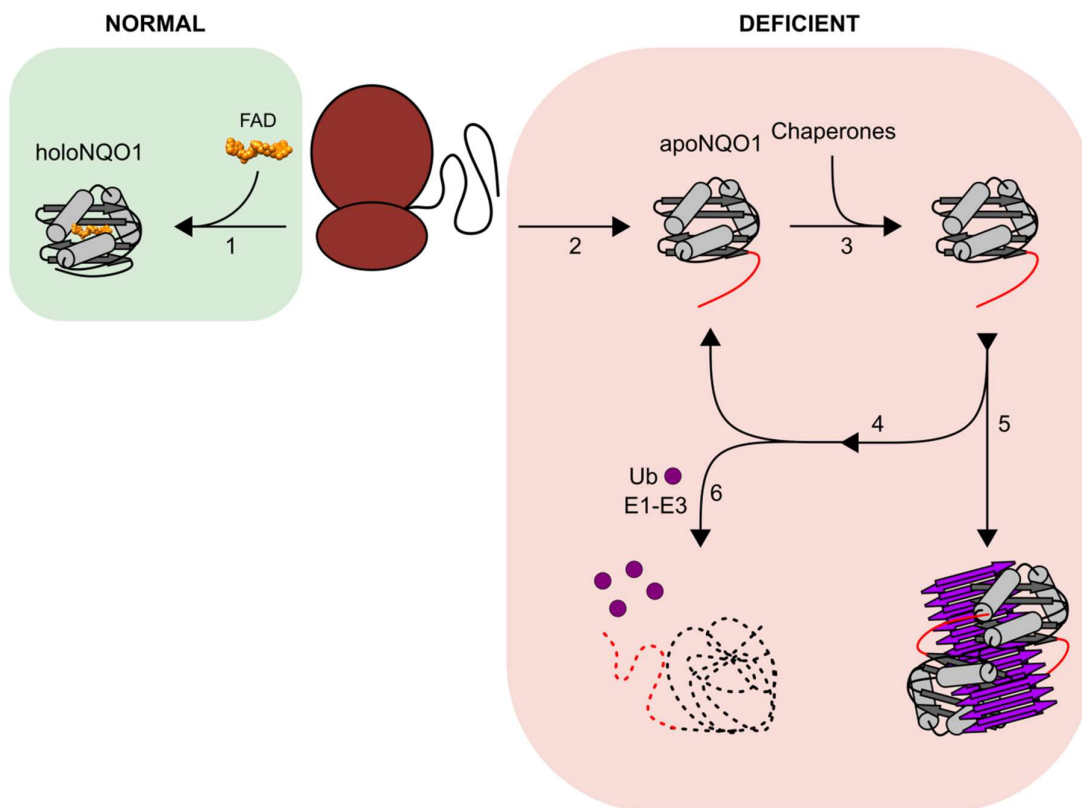 NORMAL
DEFICIENT
FAD
holoNQO1
1
2
apoNQO1
Chaperones
3
4
5
Ub
E1-E3
6